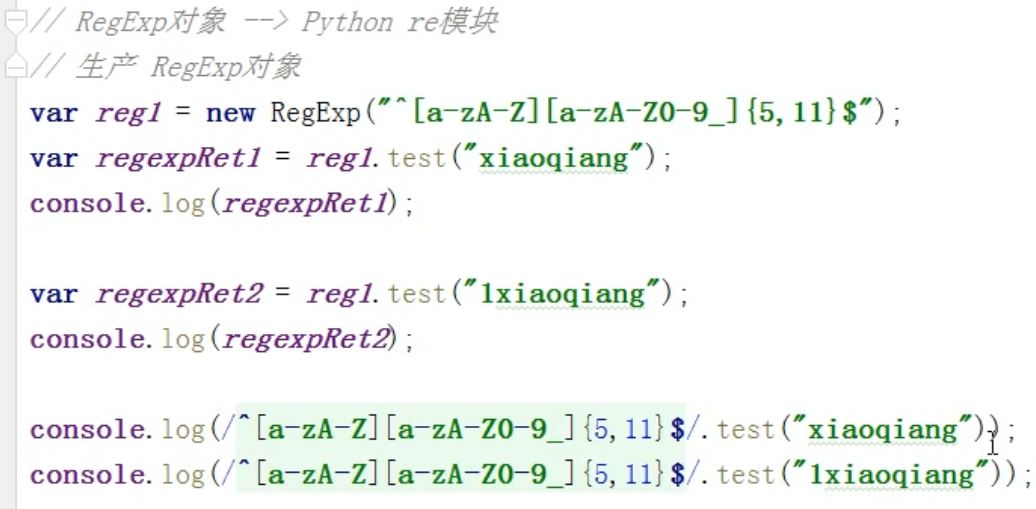 // RegExp对象 --> Python re模块
// 生产 RegExp对象
var reg1 = new RegExp("^[a-zA-Z][a-zA-Z0-9_]{5,11}$");
var regexpRet1 = reg1.test("xiaoqiang");
console.log(regexpRet1);
var regexpRet2 = reg1.test("1xiaoqiang");
console.log(regexpRet2);
console.log(/^[a-zA-Z][a-zA-Z0-9_]{5,11}$/.test("xiaoqiang"));
console.log(/^[a-zA-Z][a-zA-Z0-9_]{5,11}$/.test("1xiaoqiang"));